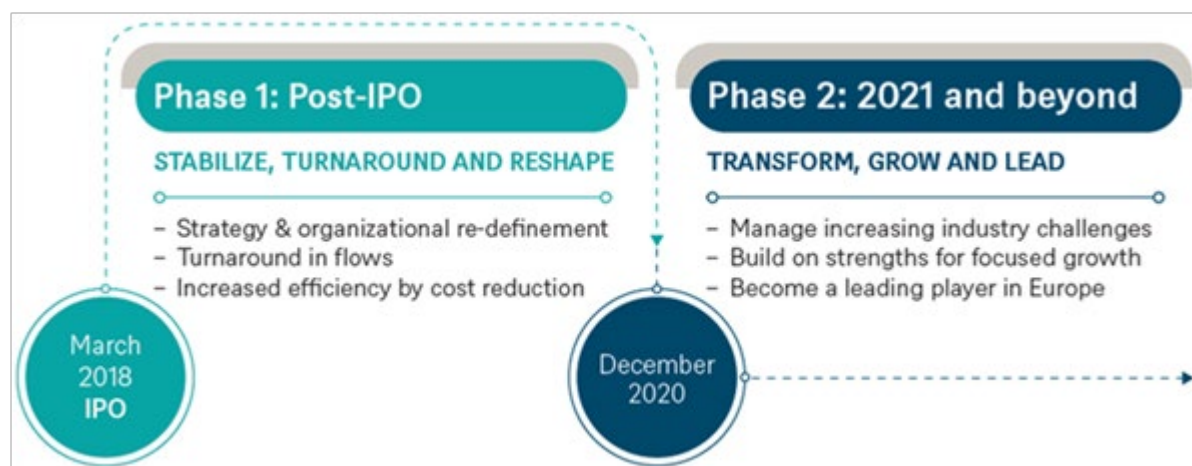 Phase 1: Post-IPO
STABILIZE, TURNAROUND AND RESHAPE
– Strategy & organizational re-definement
– Turnaround in flows
– Increased efficiency by cost reduction
March
2018
IPO
Phase 2: 2021 and beyond
TRANSFORM, GROW AND LEAD
– Manage increasing industry challenges
– Build on strengths for focused growth
– Become a leading player in Europe
December
2020